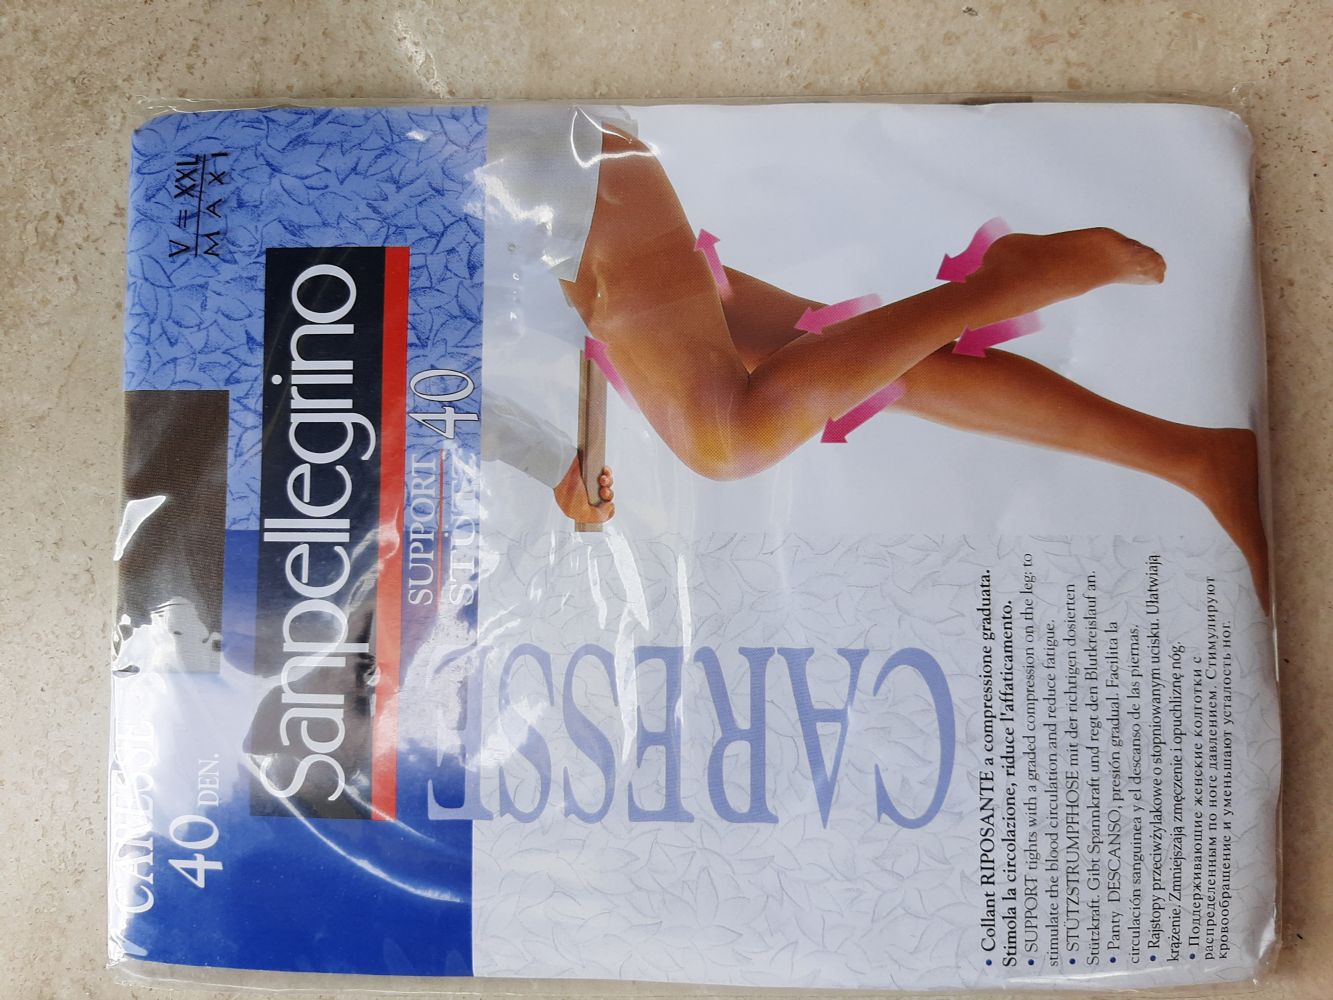 CARESSE
40 DEN.
V = XXL
MAXI
Sanpellegrino
SUPPORT 40
STÜTZ
CARESSE
• Collant RIPOSANTE a compressione graduata.
Stimola la circolazione, riduce l'affaticamento.
• SUPPORT tights with a graded compression on the leg: to
stimulate the blood circulation and reduce fatigue.
• STÜTZSTRUMPFHOSE mit der richtigen dosierten
Stützkraft. Gibt Spannkraft und regt den Blutkreislauf an.
• Panty DESCANSO, presión gradual. Facilita la
circulación sanguinea y el descanso de las piernas.
• Rajstopy przeciwżylakowe o stopniowanym ucisku. Ułatwiają
krążenie. Zmniejszają zmęczenie i opuchliznę nóg.
• Поддерживающие женские колготки с
распределенным по ноге давлением. Стимулируют
кровообращение и уменьшают усталость ног.